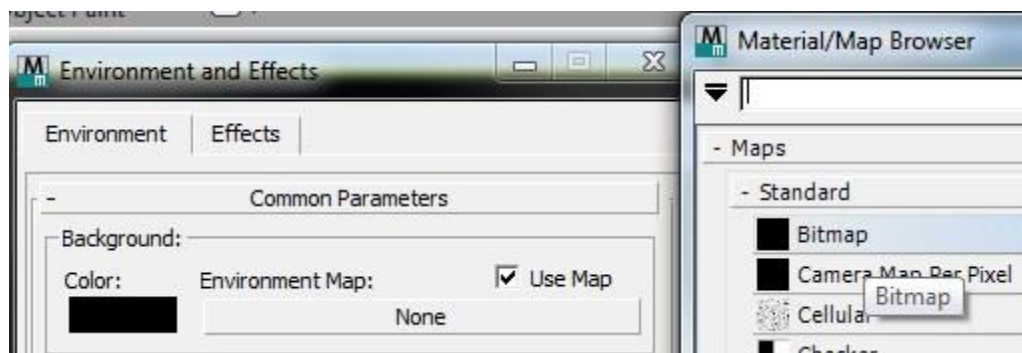 Environment and Effects
Environment Effects
- Common Parameters
Background:
Color: Environment Map: Use Map
None
Material/Map Browser
- Maps
- Standard
Bitmap
Camera Map Per Pixel
Bitmap
Cellular
Checker